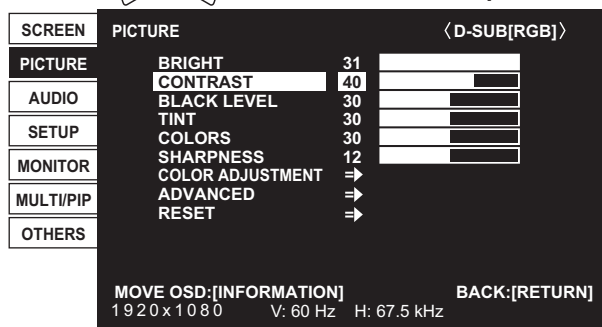 SCREEN
PICTURE
AUDIO
SETUP
MONITOR
MULTI/PIP
OTHERS
PICTURE 〈D-SUB[RGB]〉
BRIGHT 31
CONTRAST 40
BLACK LEVEL 30
TINT 30
COLORS 30
SHARPNESS 12
COLOR ADJUSTMENT
ADVANCED
RESET
MOVE OSD:[INFORMATION] BACK:[RETURN]
1920x1080 V: 60 Hz H: 67.5 kHz